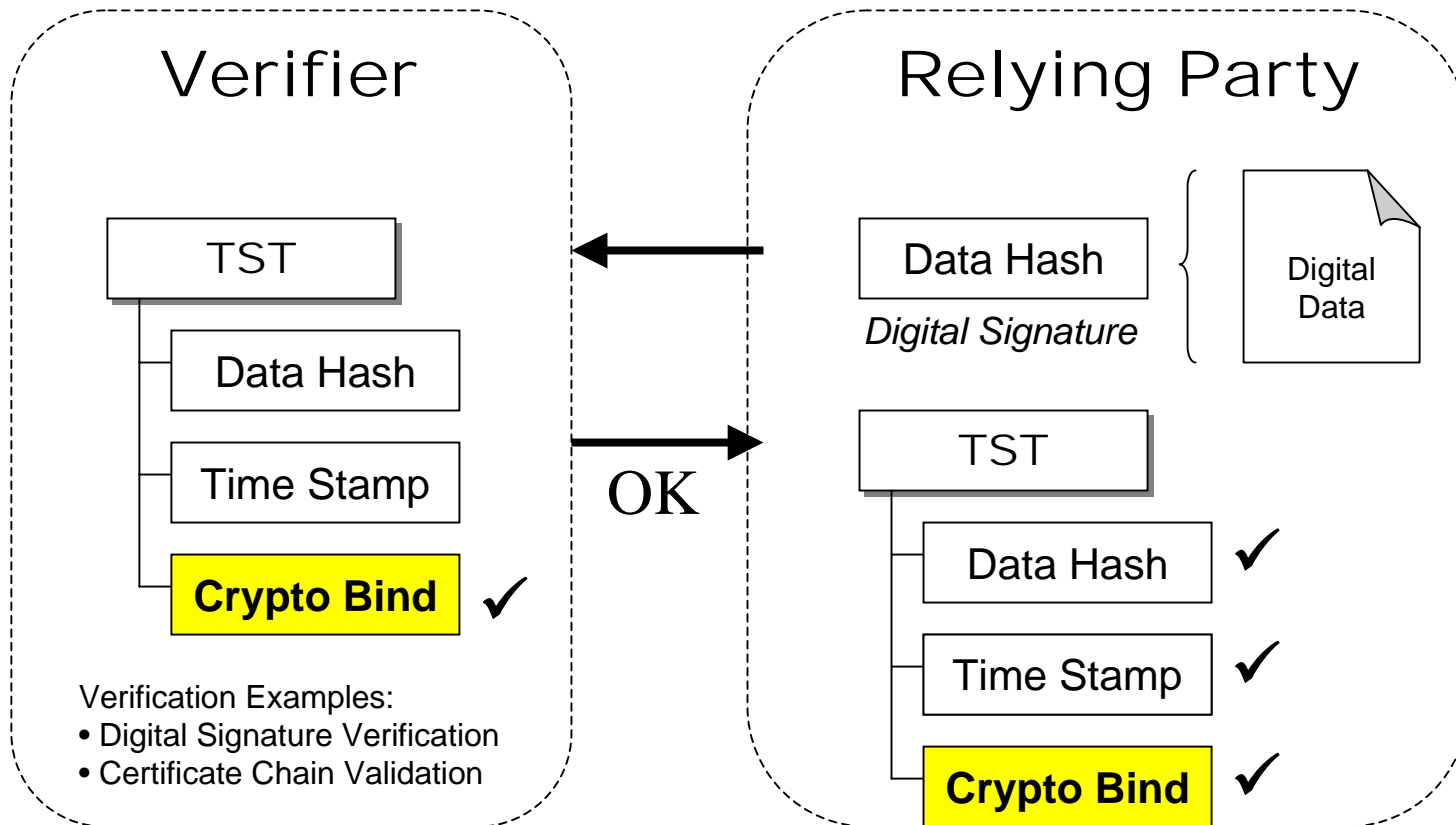 Verifier
TST
Data Hash
Time Stamp
Crypto Bind ✓
Verification Examples:
• Digital Signature Verification
• Certificate Chain Validation
OK
Relying Party
Data Hash
Digital Signature
Digital
Data
TST
Data Hash ✓
Time Stamp ✓
Crypto Bind ✓